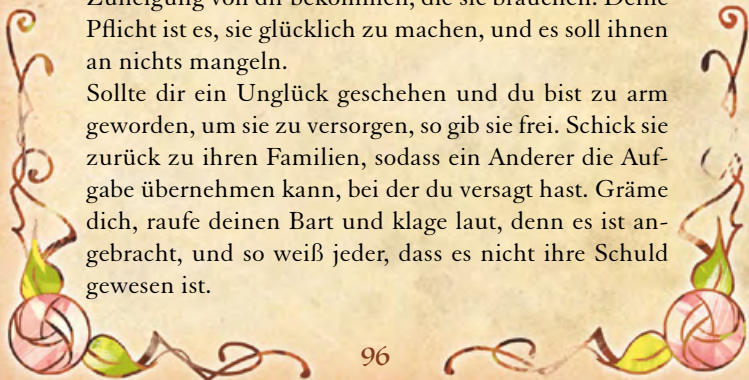 Zuneigung von dir bekommen, die sie brauchen. Deine
Pflicht ist es, sie glücklich zu machen, und es soll ihnen
an nichts mangeln.
Sollte dir ein Unglück geschehen und du bist zu arm
geworden, um sie zu versorgen, so gib sie frei. Schick sie
zurück zu ihren Familien, sodass ein Anderer die Auf-
gabe übernehmen kann, bei der du versagt hast. Gräme
dich, raufe deinen Bart und klage laut, denn es ist an-
gebracht, und so weiß jeder, dass es nicht ihre Schuld
gewesen ist.
96